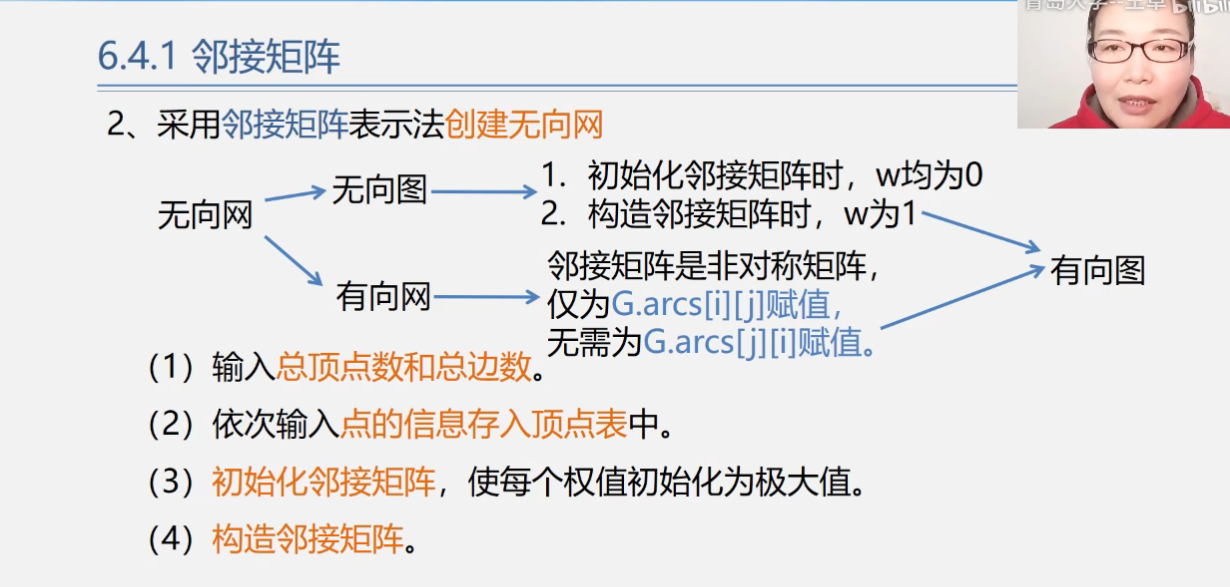 6.4.1 邻接矩阵
2、采用邻接矩阵表示法创建无向网
无向网
无向图
1. 初始化邻接矩阵时，w均为0
2. 构造邻接矩阵时，w为1
有向网
邻接矩阵是非对称矩阵，
仅为G.arcs[i][j]赋值，
无需为G.arcs[j][i]赋值。
有向图
（1）输入总顶点数和总边数。
（2）依次输入点的信息存入顶点表中。
（3）初始化邻接矩阵，使每个权值初始化为极大值。
（4）构造邻接矩阵。